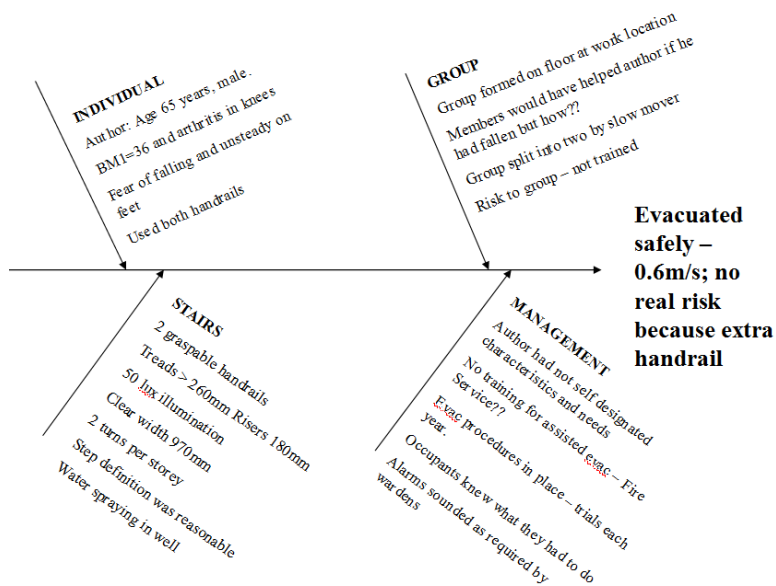 INDIVIDUAL
Author: Age 65 years, male.
BM1=36 and arthritis in knees
Fear of falling and unsteady on
feet
Used both handrails
GROUP
Group formed on floor at work location
Members would have helped author if he
had fallen but how??
Group split into two by slow mover
Risk to group – not trained
Evacuated
safely –
0.6m/s; no
real risk
because extra
handrail
STAIRS
2 graspable handrails
Treads > 260mm Risers 180mm
50 lux illumination
Clear width 970mm
2 turns per storey
Step definition was reasonable
Water spraying in well
MANAGEMENT
Author had not self designated
characteristics and needs
No training for assisted evac – Fire
Service??
Evac procedures in place – trials each
year.
Occupants knew what they had to do
Alarms sounded as required by
wardens